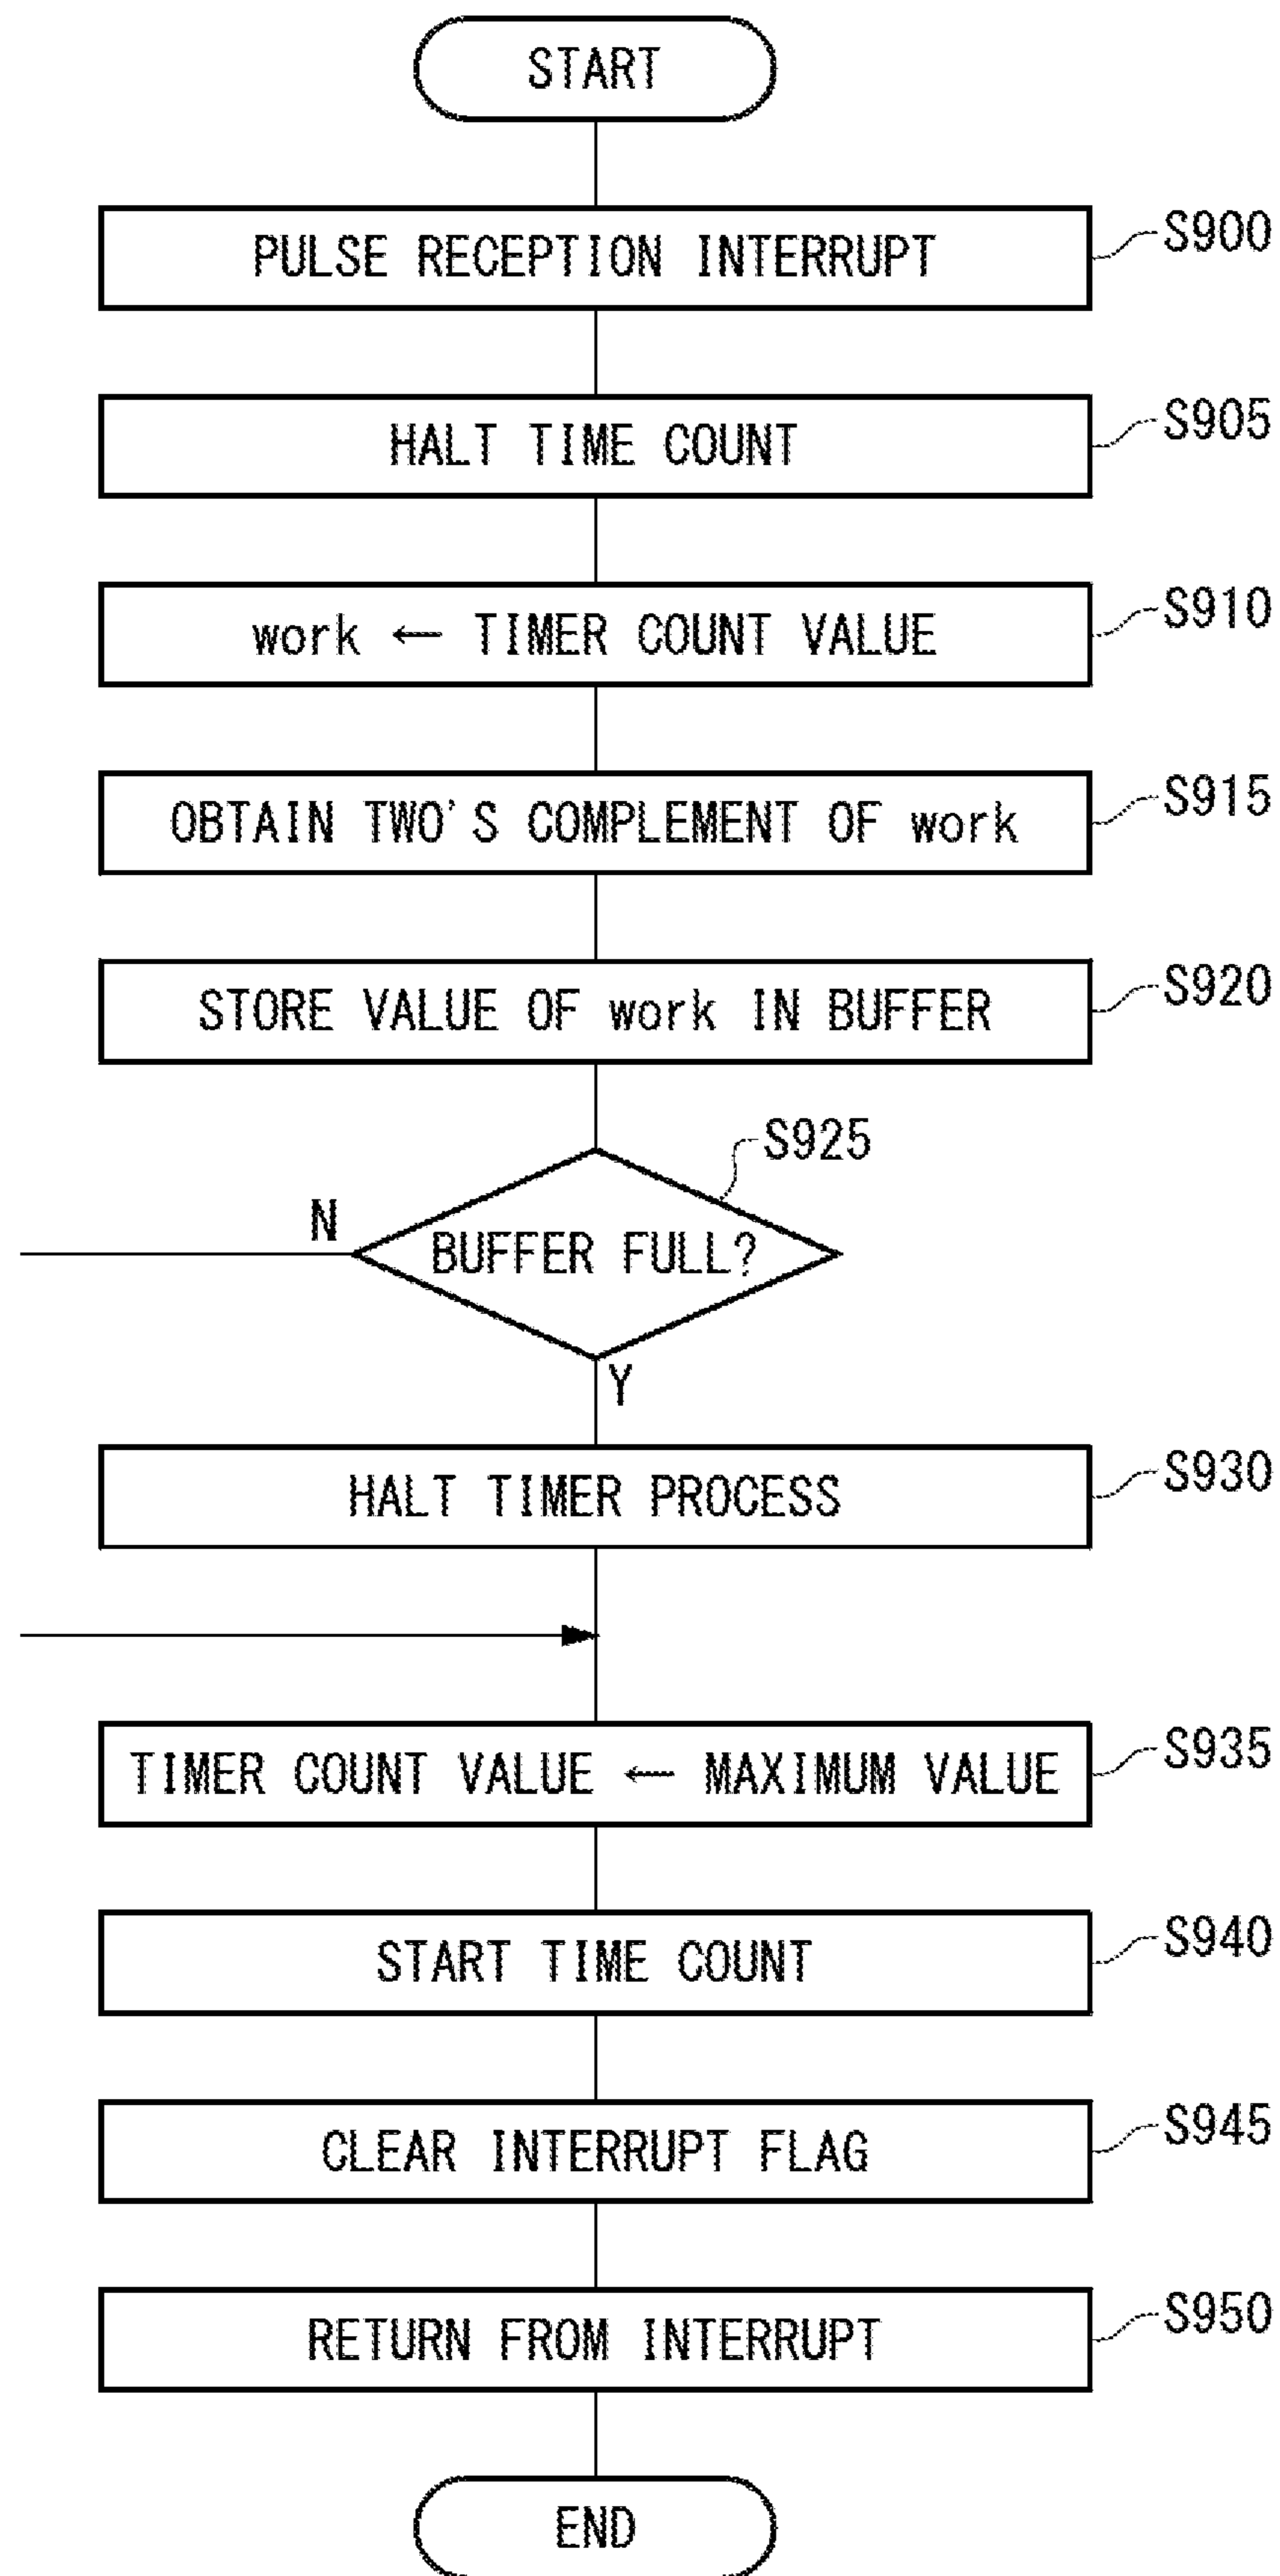 START
PULSE RECEPTION INTERRUPT
S900
HALT TIME COUNT
S905
work ← TIMER COUNT VALUE
S910
OBTAIN TWO'S COMPLEMENT OF work
S915
STORE VALUE OF work IN BUFFER
S920
S925
N
BUFFER FULL?
Y
HALT TIMER PROCESS
S930
TIMER COUNT VALUE ← MAXIMUM VALUE
S935
START TIME COUNT
S940
CLEAR INTERRUPT FLAG
S945
RETURN FROM INTERRUPT
S950
END